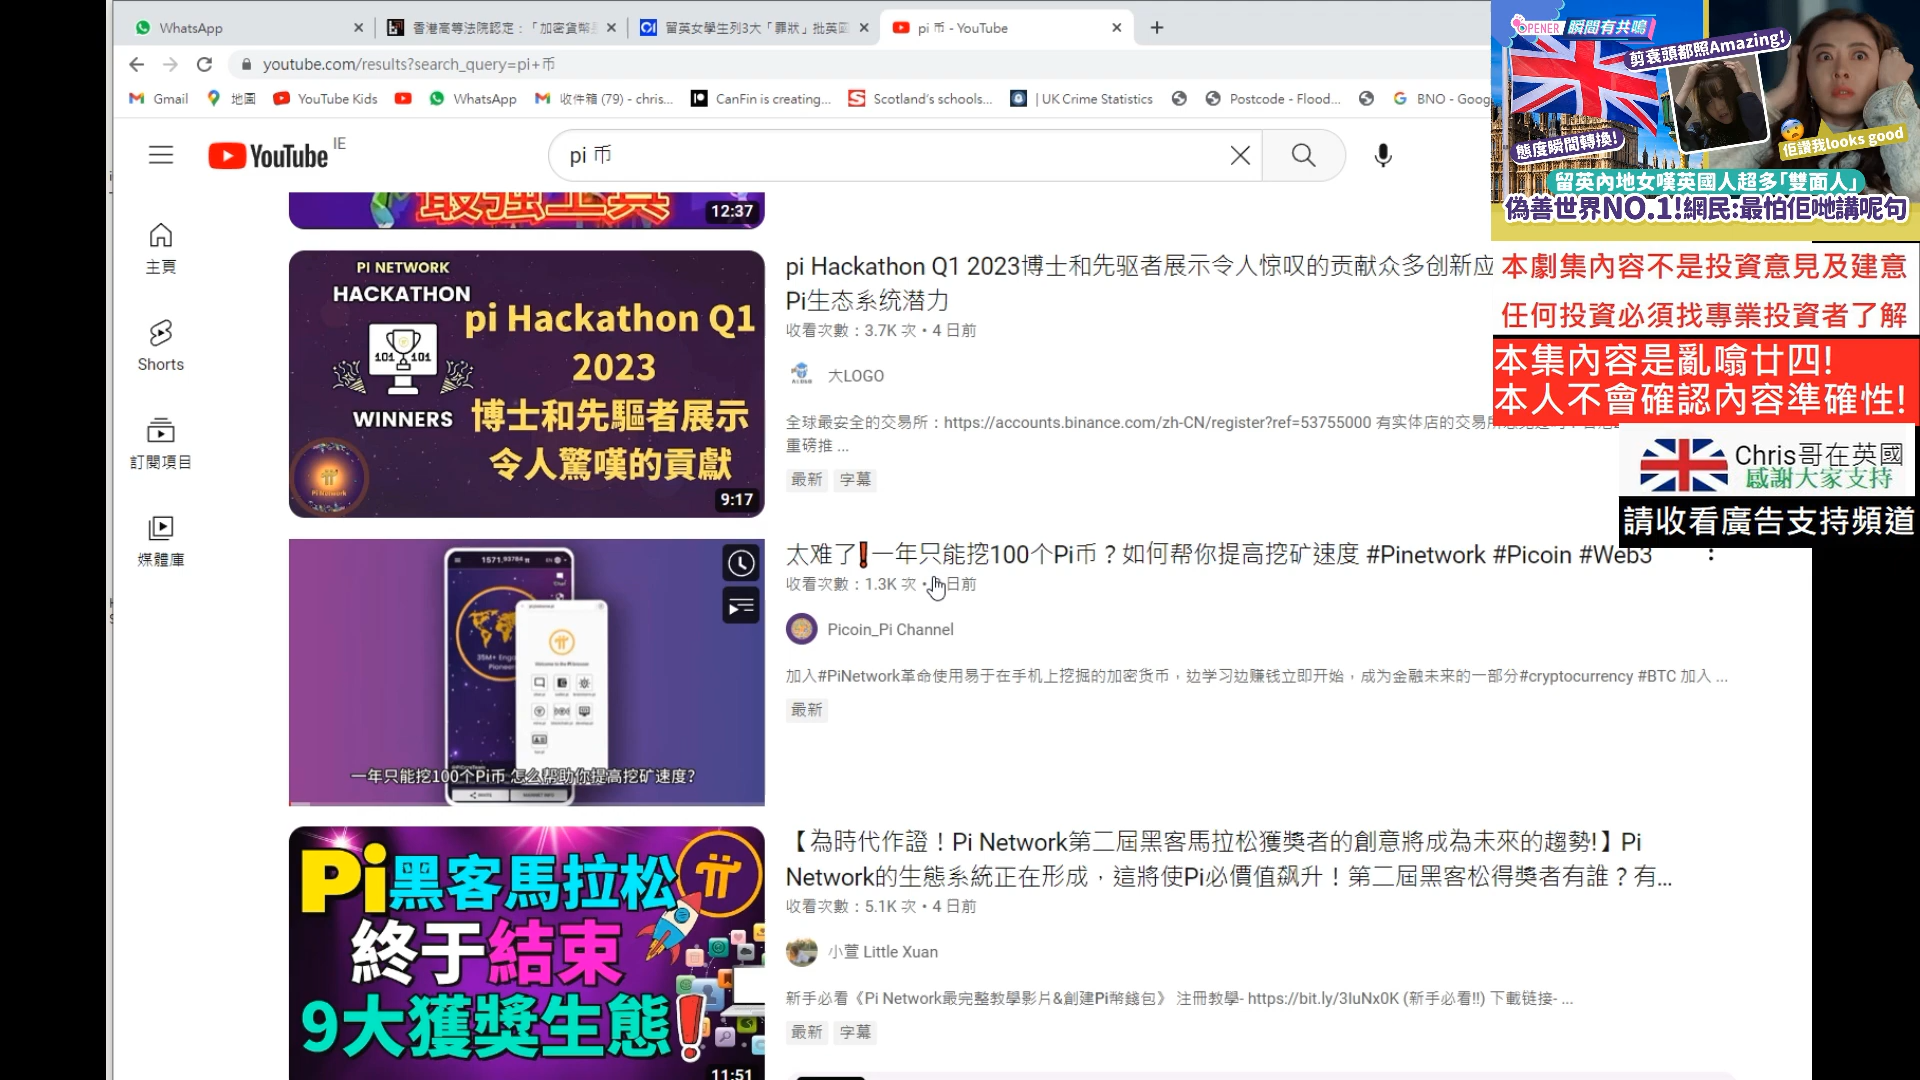 WhatsApp
香港高等法院認定：「加密貨幣
留英女學生列3大「罪狀」批英國
pi 币 - YouTube
youtube.com/results?search_query=pi+币
Gmail
地圖
YouTube Kids
WhatsApp
收件箱 (79) - chris...
CanFin is creating...
Scotland's schools...
| UK Crime Statistics
Postcode - Flood...
BNO - Goog
OPENER 瞬間有共鳴
剪衰頭都照Amazing!
態度瞬間轉換!
佢讚我looks good
留英內地女嘆英國人超多「雙面人」
偽善世界NO.1!網民:最怕佢哋講呢句
YouTube IE
pi 币
主頁
Shorts
訂閱項目
媒體庫
最强工具
12:37
PI NETWORK
HACKATHON
101 101
WINNERS
pi Hackathon Q1
2023
博士和先驅者展示
令人驚嘆的貢獻
Pi Network
9:17
pi Hackathon Q1 2023博士和先驱者展示令人惊叹的贡献众多创新应
Pi生态系统潜力
收看次數：3.7K 次 • 4 日前
大LOGO
全球最安全的交易所：https://accounts.binance.com/zh-CN/register?ref=53755000 有实体店的交易所
重磅推 ...
最新
字幕
本劇集內容不是投資意見及建意
任何投資必須找專業投資者了解
本集內容是亂噏廿四!
本人不會確認內容準確性!
Chris哥在英國
感謝大家支持
請收看廣告支持頻道
1571.93784 π
一年只能挖100个Pi币 怎么帮助你提高挖矿速度?
太难了❗一年只能挖100个Pi币？如何帮你提高挖矿速度 #Pinetwork #Picoin #Web3
收看次數：1.3K 次 • 日前
Picoin_Pi Channel
加入#PiNetwork革命使用易于在手机上挖掘的加密货币，边学习边赚钱立即开始，成为金融未来的一部分#cryptocurrency #BTC 加入 ...
最新
Pi黑客馬拉松
終于結束
9大獲獎生態!
11:51
【為時代作證！Pi Network第二屆黑客馬拉松獲獎者的創意將成為未來的趨勢!】Pi
Network的生態系統正在形成，這將使Pi必價值飆升！第二屆黑客松得獎者有誰？有...
收看次數：5.1K 次 • 4 日前
小萱 Little Xuan
新手必看《Pi Network最完整教學影片&創建Pi幣錢包》 注冊教學- https://bit.ly/3IuNx0K (新手必看!!) 下載链接- ...
最新
字幕